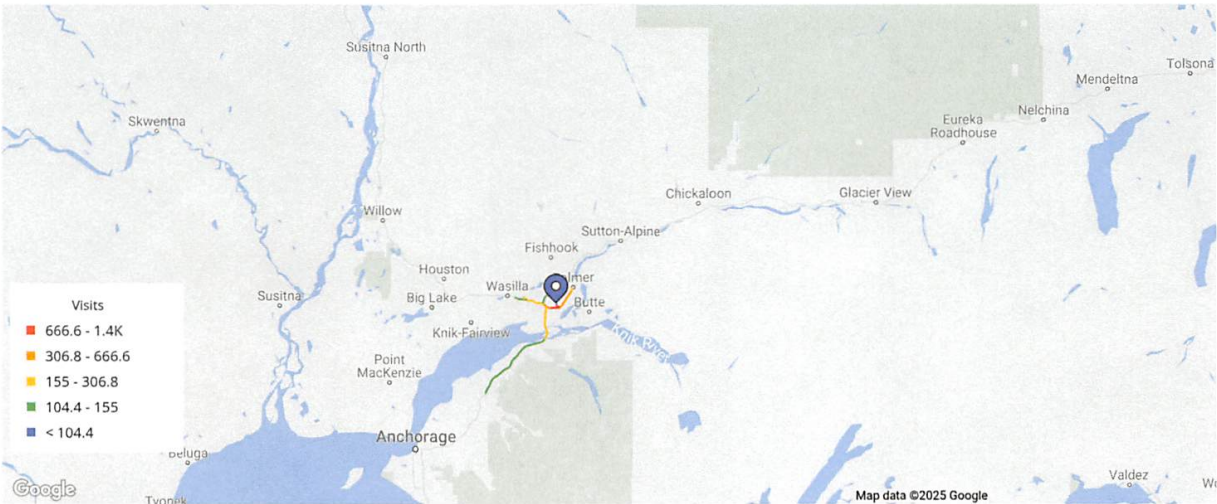 Susitna North
Tolsona
Mendeltna
Nelchina
Skwentna
Eureka
Roadhouse
Chickaloon
Glacier View
Willow
Sutton-Alpine
Fishhook
Houston
Wasilla
almer
Big Lake
Butte
Susitna
Knik-Fairview
Knik River
Point
MacKenzie
Anchorage
Beluga
Tyonek
Valdez
Visits
666.6 - 1.4K
306.8 - 666.6
155 - 306.8
104.4 - 155
< 104.4
Google
Map data ©2025 Google